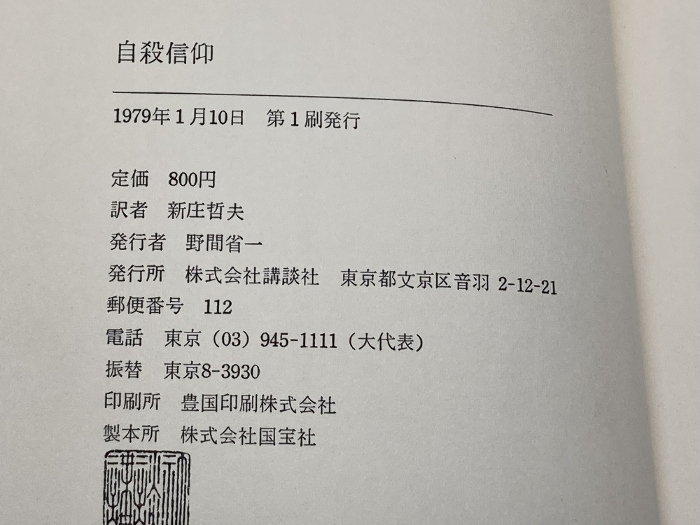 自殺信仰
1979年1月10日　第1刷発行
定価　800円
訳者　新庄哲夫
発行者　野間省一
発行所　株式会社講談社　東京都文京区音羽 2-12-21
郵便番号　112
電話　東京（03）945-1111（大代表）
振替　東京8-3930
印刷所　豊国印刷株式会社
製本所　株式会社国宝社